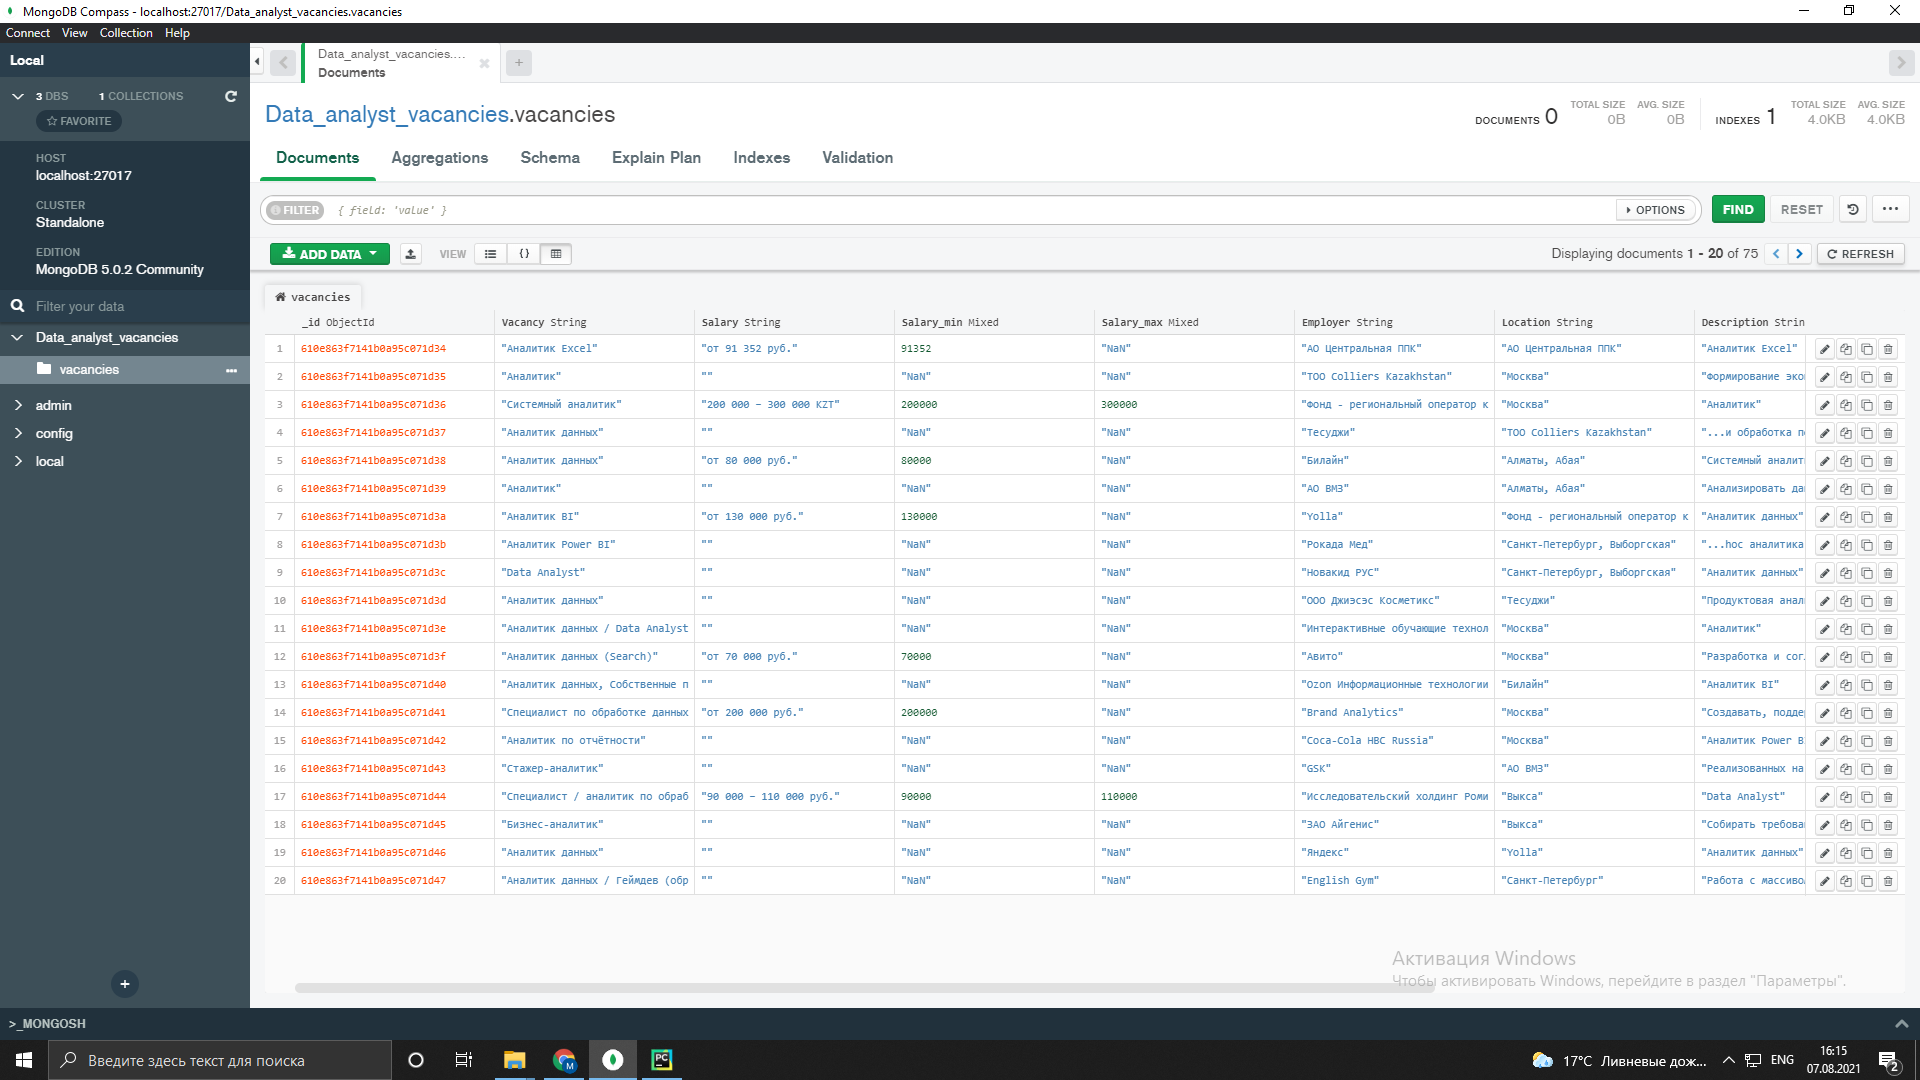 MongoDB Compass - localhost:27017/Data_analyst_vacancies.vacancies
Connect View Collection Help
Local
3 DBS 1 COLLECTIONS
FAVORITE
HOST
localhost:27017
CLUSTER
Standalone
EDITION
MongoDB 5.0.2 Community
Filter your data
Data_analyst_vacancies
vacancies
admin
config
local
>_MONGOSH
Data_analyst_vacancies....
Documents
Data_analyst_vacancies.vacancies
DOCUMENTS 0 TOTAL SIZE 0B AVG. SIZE 0B INDEXES 1 TOTAL SIZE 4.0KB AVG. SIZE 4.0KB
Documents Aggregations Schema Explain Plan Indexes Validation
FILTER { field: 'value' } OPTIONS FIND RESET
ADD DATA VIEW Displaying documents 1 - 20 of 75 REFRESH
vacancies
_id ObjectId Vacancy String Salary String Salary_min Mixed Salary_max Mixed Employer String Location String Description Strin
1 610e863f7141b0a95c071d34 "Аналитик Excel" "от 91 352 руб." 91352 "NaN" "АО Центральная ППК" "АО Центральная ППК" "Аналитик Excel"
2 610e863f7141b0a95c071d35 "Аналитик" "" "NaN" "NaN" "ТОО Colliers Kazakhstan" "Москва" "Формирование эко
3 610e863f7141b0a95c071d36 "Системный аналитик" "200 000 – 300 000 KZT" 200000 300000 "Фонд - региональный оператор к "Москва" "Аналитик"
4 610e863f7141b0a95c071d37 "Аналитик данных" "" "NaN" "NaN" "Тесуджи" "ТОО Colliers Kazakhstan" "...и обработка п
5 610e863f7141b0a95c071d38 "Аналитик данных" "от 80 000 руб." 80000 "NaN" "Билайн" "Алматы, Абая" "Системный аналит
6 610e863f7141b0a95c071d39 "Аналитик" "" "NaN" "NaN" "АО ВМЗ" "Алматы, Абая" "Анализировать да
7 610e863f7141b0a95c071d3a "Аналитик BI" "от 130 000 руб." 130000 "NaN" "Yolla" "Фонд - региональный оператор к "Аналитик данных"
8 610e863f7141b0a95c071d3b "Аналитик Power BI" "" "NaN" "NaN" "Рокада Мед" "Санкт-Петербург, Выборгская" "...hoc аналитика
9 610e863f7141b0a95c071d3c "Data Analyst" "" "NaN" "NaN" "Новакид РУС" "Санкт-Петербург, Выборгская" "Аналитик данных"
10 610e863f7141b0a95c071d3d "Аналитик данных" "" "NaN" "NaN" "ООО Джиэсэс Косметикс" "Тесуджи" "Продуктовая анал
11 610e863f7141b0a95c071d3e "Аналитик данных / Data Analyst "" "NaN" "NaN" "Интерактивные обучающие технол "Москва" "Аналитик"
12 610e863f7141b0a95c071d3f "Аналитик данных (Search)" "от 70 000 руб." 70000 "NaN" "Авито" "Москва" "Разработка и сог
13 610e863f7141b0a95c071d40 "Аналитик данных, Собственные п "" "NaN" "NaN" "Ozon Информационные технологии "Билайн" "Аналитик BI"
14 610e863f7141b0a95c071d41 "Специалист по обработке данных "от 200 000 руб." 200000 "NaN" "Brand Analytics" "Москва" "Создавать, подде
15 610e863f7141b0a95c071d42 "Аналитик по отчётности" "" "NaN" "NaN" "Coca-Cola HBC Russia" "Москва" "Аналитик Power B
16 610e863f7141b0a95c071d43 "Стажер-аналитик" "" "NaN" "NaN" "GSK" "АО ВМЗ" "Реализованных на
17 610e863f7141b0a95c071d44 "Специалист / аналитик по обраб "90 000 – 110 000 руб." 90000 110000 "Исследовательский холдинг Роми "Выкса" "Data Analyst"
18 610e863f7141b0a95c071d45 "Бизнес-аналитик" "" "NaN" "NaN" "ЗАО Айгенис" "Выкса" "Собирать требова
19 610e863f7141b0a95c071d46 "Аналитик данных" "" "NaN" "NaN" "Яндекс" "Yolla" "Аналитик данных"
20 610e863f7141b0a95c071d47 "Аналитик данных / Геймдев (обр "" "NaN" "NaN" "English Gym" "Санкт-Петербург" "Работа с массиво
Активация Windows
Чтобы активировать Windows, перейдите в раздел "Параметры".
Введите здесь текст для поиска
17°C Ливневые дож... ENG 16:15
07.08.2021
2